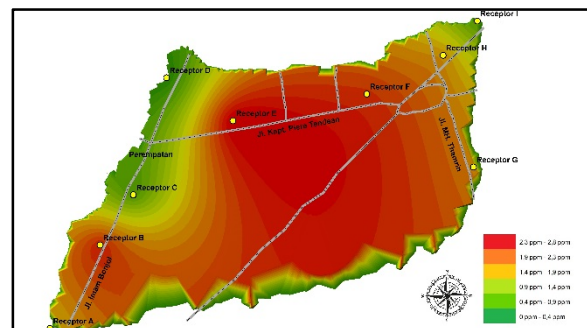 Receptor I
Receptor H
Receptor D
Receptor F
Receptor E
Jl. Kapt. Piere Tendean
Perempatan
Jl. MH. Thamrin
Receptor G
Receptor C
Receptor B
Jl. Imam Bonjol
Receptor A
2.3 ppm - 2.8 ppm
1.9 ppm - 2.3 ppm
1.4 ppm - 1.9 ppm
0.9 ppm - 1.4 ppm
0.4 ppm - 0.9 ppm
0 ppm - 0.4 ppm